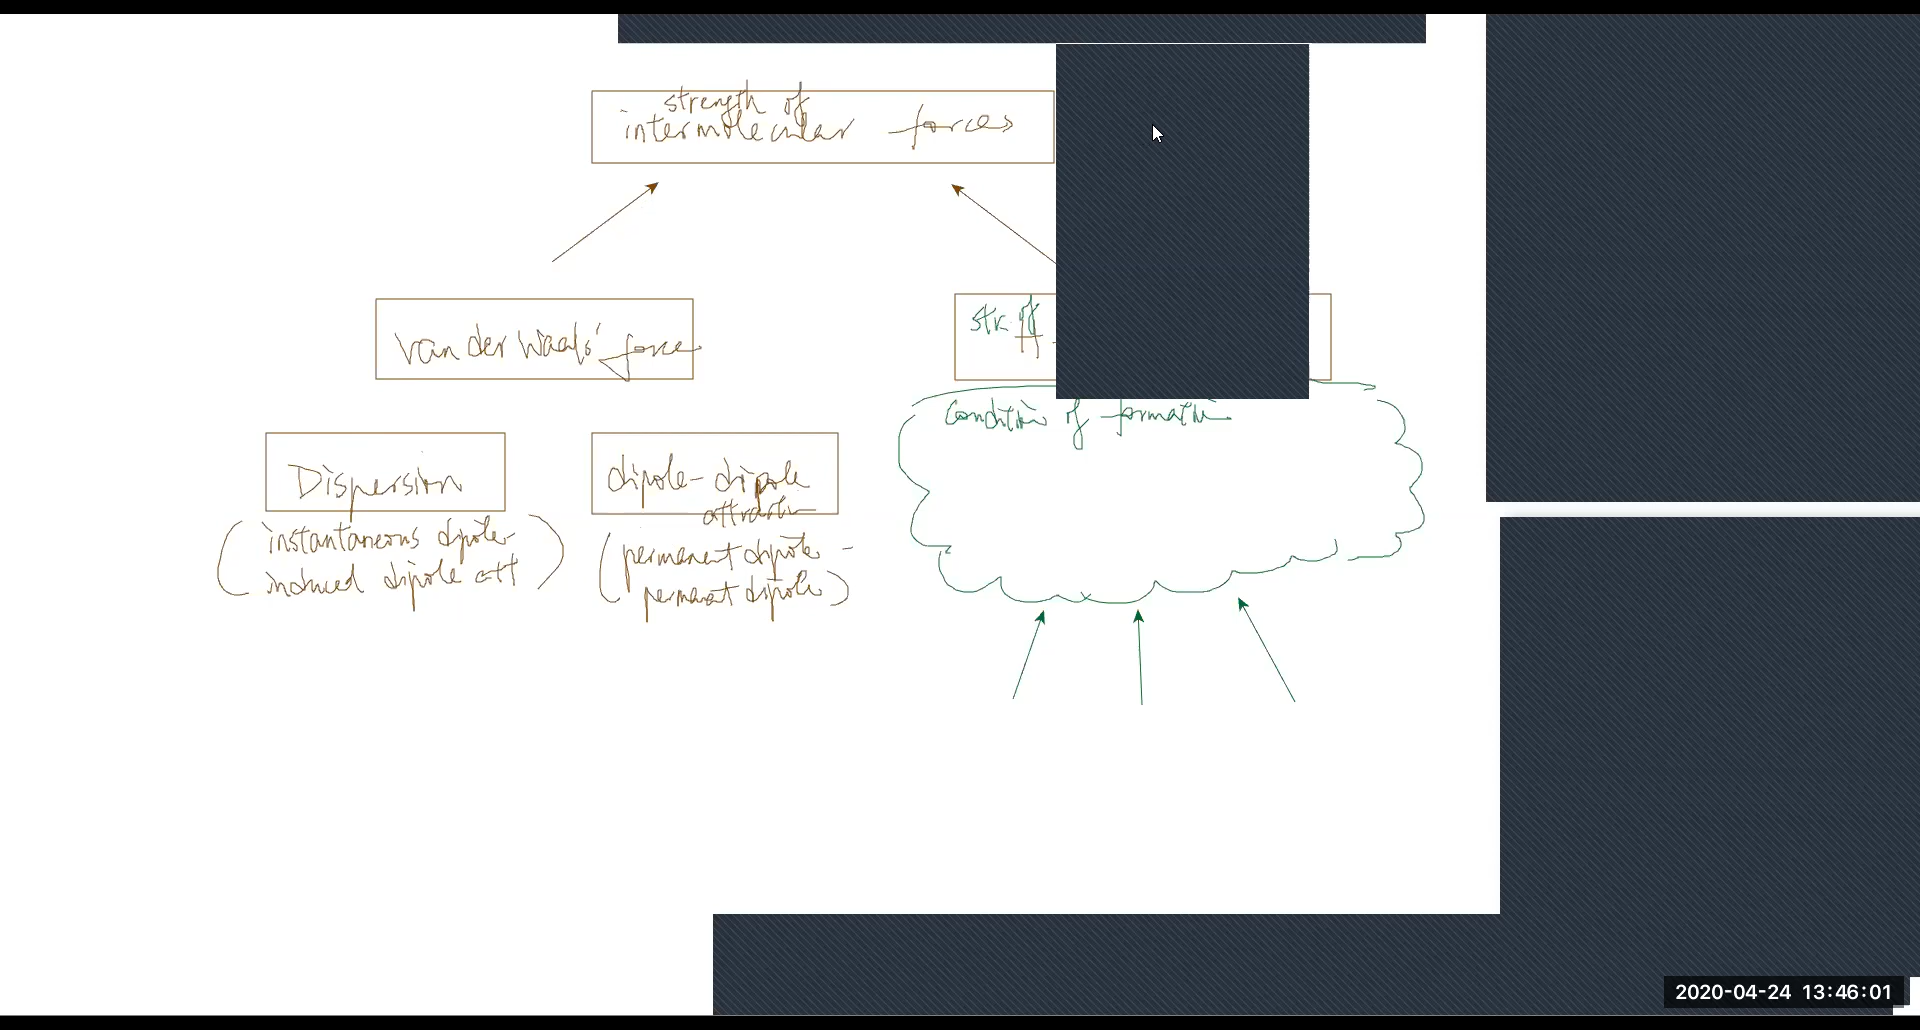 strength of
intermolecular forces
van der Waals' force
str. of
Condition of formation
Dispersion
dipole-dipole
attraction
(instantaneous dipole-
induced dipole att)
(permanent dipole -
permanent dipole)
2020-04-24 13:46:01